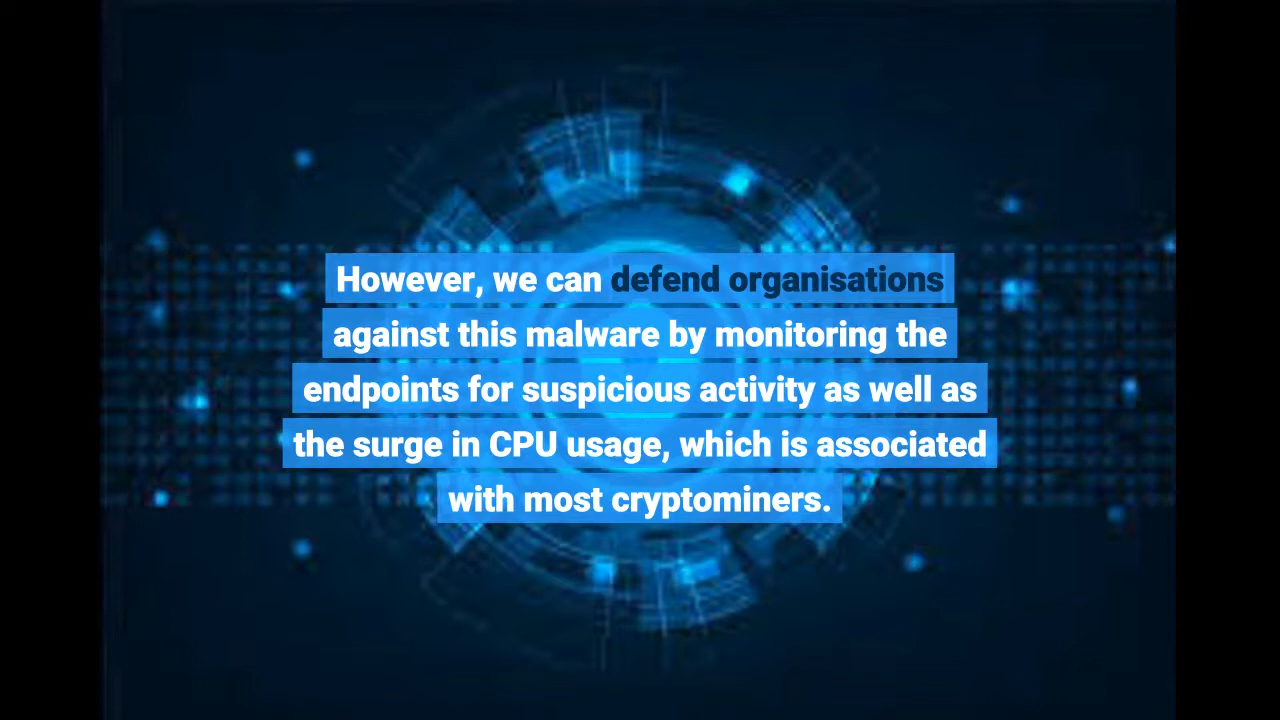 However, we can defend organisations
against this malware by monitoring the
endpoints for suspicious activity as well as
the surge in CPU usage, which is associated
with most cryptominers.